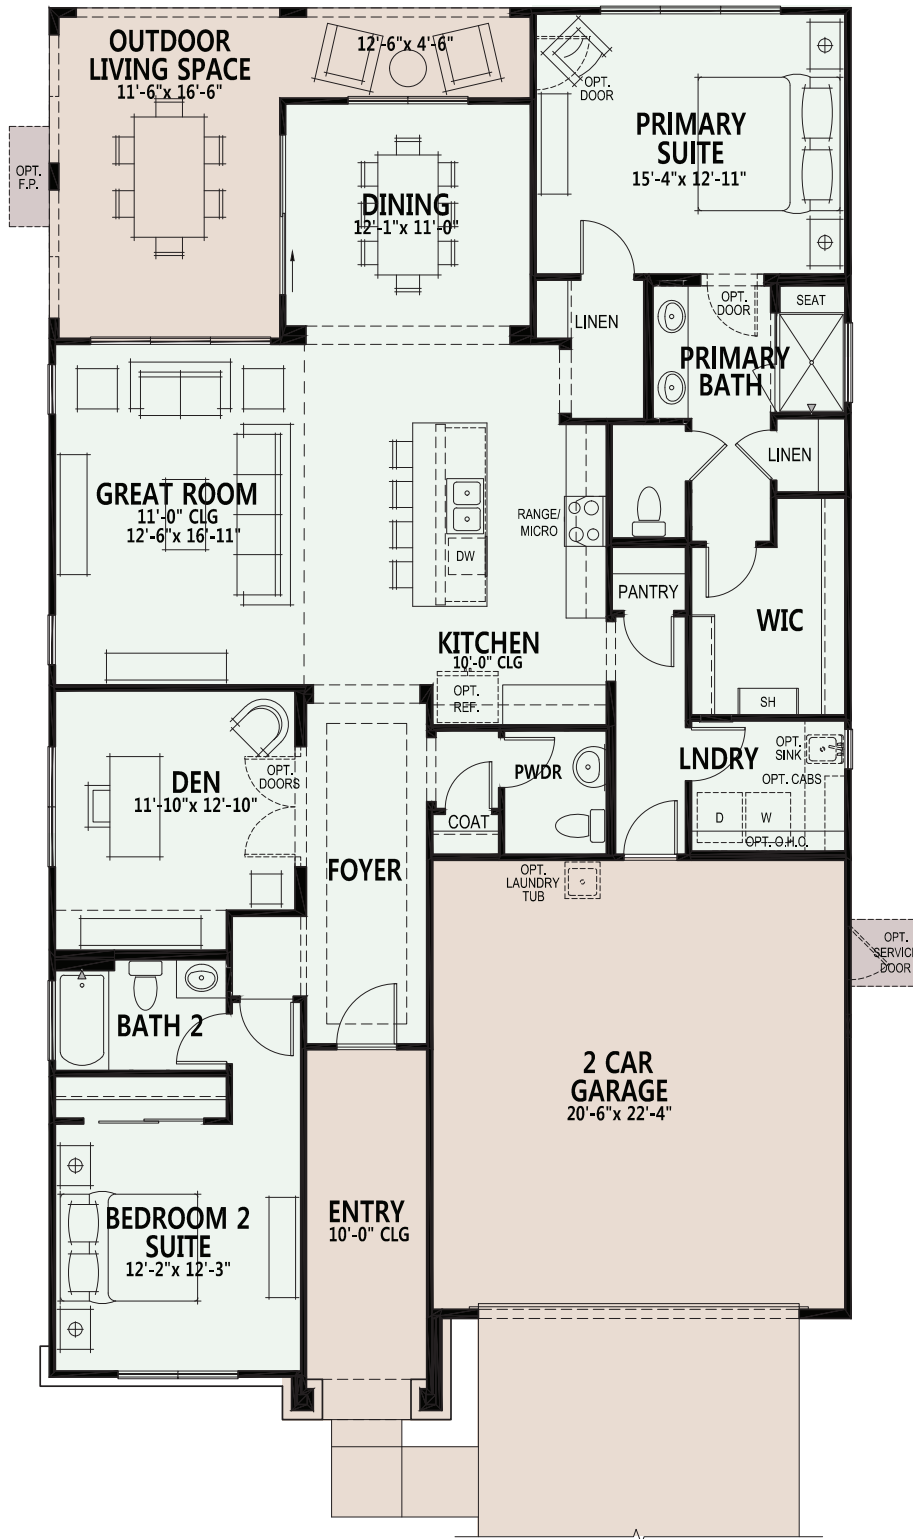 OUTDOOR
LIVING SPACE
11'-6"x 16'-6"
12'-6"x 4'-6"
OPT.
F.P.
DINING
12'-1"x 11'-0"
OPT.
DOOR
PRIMARY
SUITE
15'-4"x 12'-11"
LINEN
OPT.
DOOR
SEAT
PRIMARY
BATH
LINEN
GREAT ROOM
11'-0" CLG
12'-6"x 16'-11"
RANGE/
MICRO
DW
PANTRY
WIC
SH
KITCHEN
10'-0" CLG
OPT.
REF.
DEN
11'-10"x 12'-10"
OPT.
DOORS
PWDR
COAT
LNDRY
OPT.
SINK
OPT. CABS
D
W
OPT. O.H.C.
FOYER
OPT.
LAUNDRY
TUB
OPT.
SERVICE
DOOR
BATH 2
2 CAR
GARAGE
20'-6"x 22'-4"
BEDROOM 2
SUITE
12'-2"x 12'-3"
ENTRY
10'-0" CLG